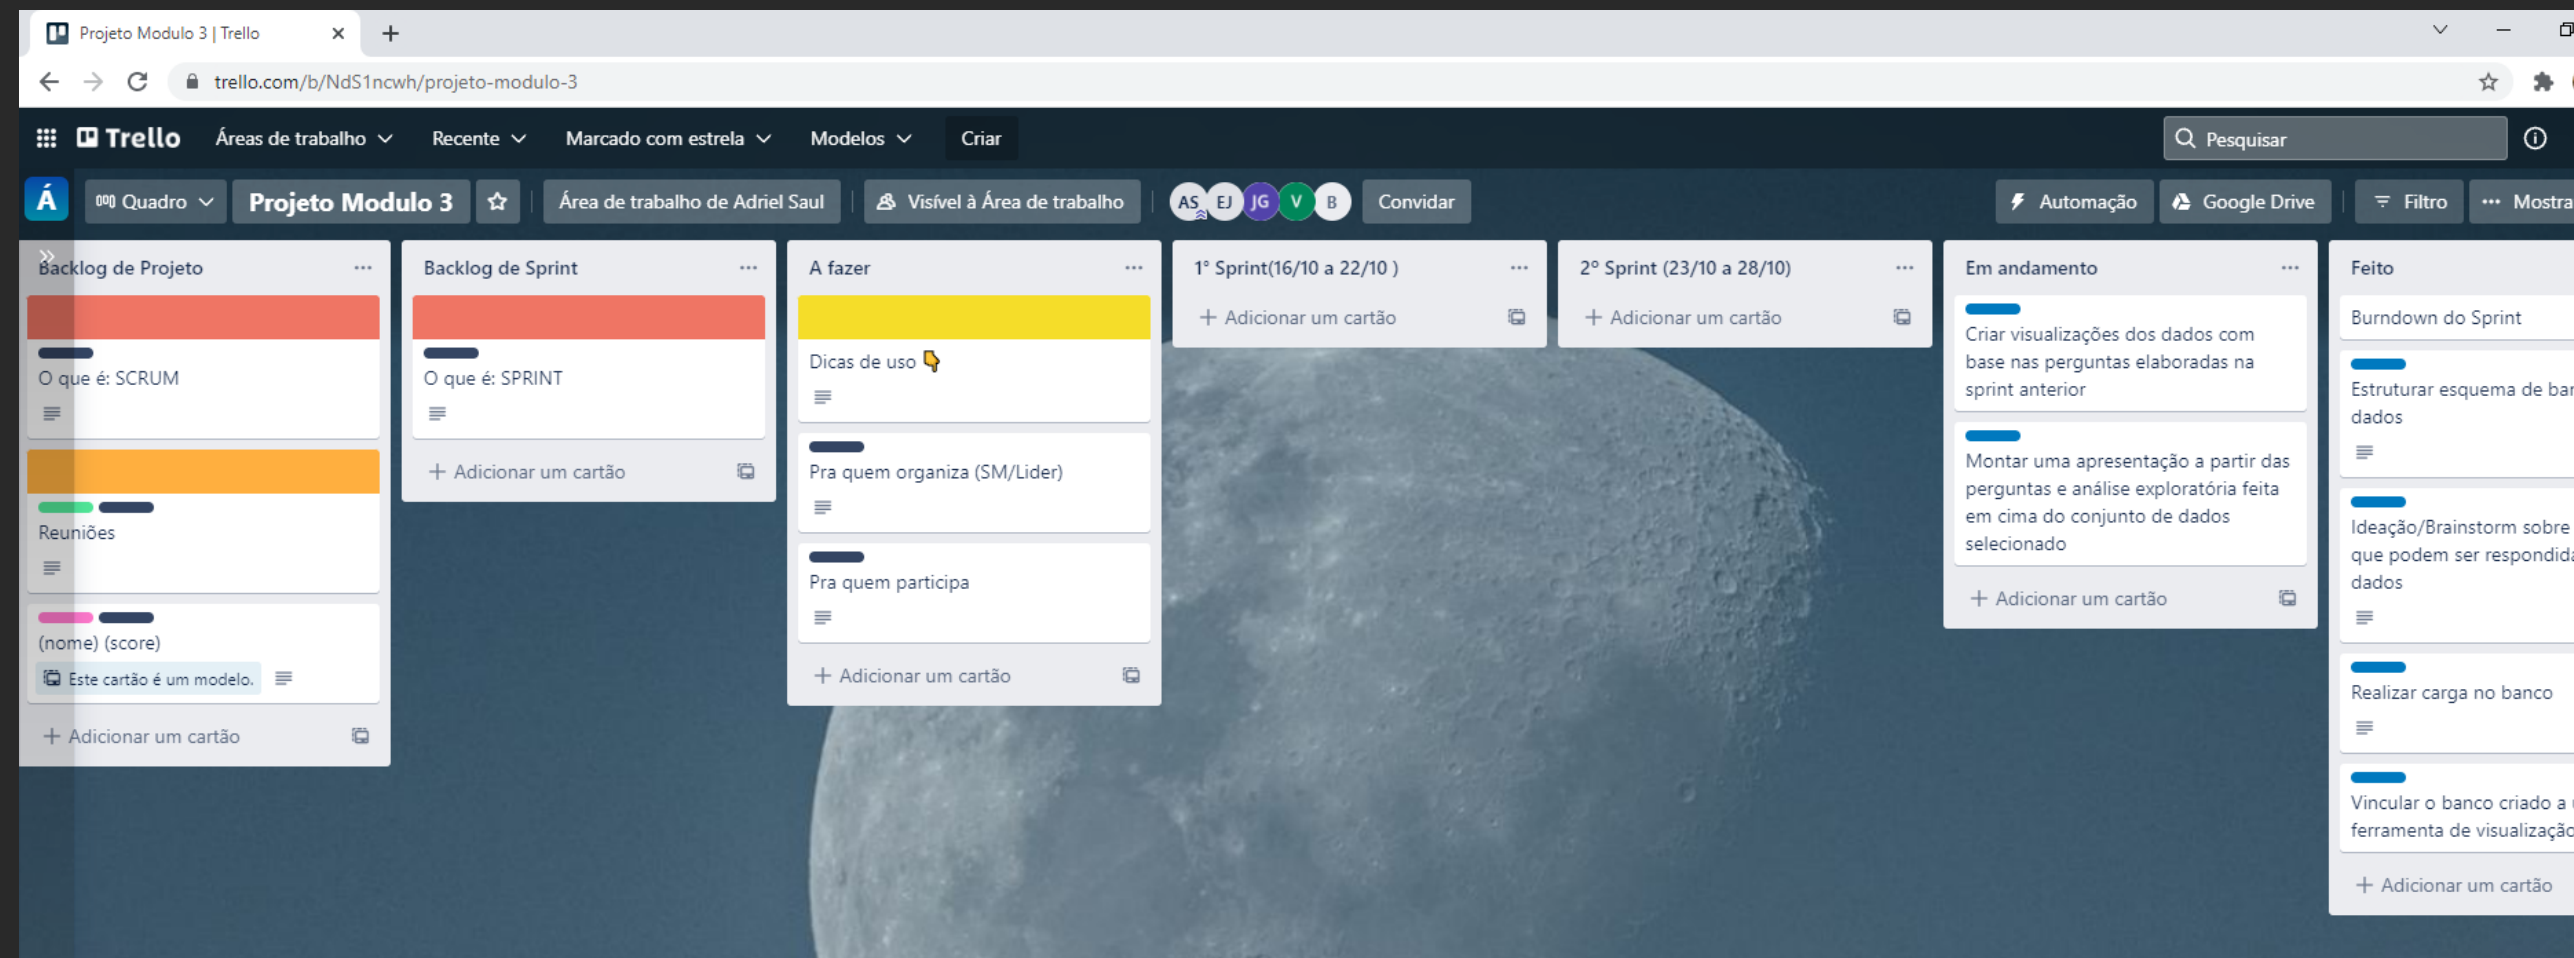 Projeto Modulo 3 | Trello
trello.com/b/NdS1ncwh/projeto-modulo-3
Trello Áreas de trabalho Recente Marcado com estrela Modelos Criar Pesquisar
Á Quadro Projeto Modulo 3 Área de trabalho de Adriel Saul Visível à Área de trabalho AS EJ JG V B Convidar Automação Google Drive Filtro Mostra
Backlog de Projeto
O que é: SCRUM
Reuniões
(nome) (score)
Este cartão é um modelo.
+ Adicionar um cartão
Backlog de Sprint
O que é: SPRINT
+ Adicionar um cartão
A fazer
Dicas de uso 👇
Pra quem organiza (SM/Lider)
Pra quem participa
+ Adicionar um cartão
1° Sprint(16/10 a 22/10 )
+ Adicionar um cartão
2º Sprint (23/10 a 28/10)
+ Adicionar um cartão
Em andamento
Criar visualizações dos dados com
base nas perguntas elaboradas na
sprint anterior
Montar uma apresentação a partir das
perguntas e análise exploratória feita
em cima do conjunto de dados
selecionado
+ Adicionar um cartão
Feito
Burndown do Sprint
Estruturar esquema de ban
dados
Ideação/Brainstorm sobre
que podem ser respondida
dados
Realizar carga no banco
Vincular o banco criado a
ferramenta de visualização
+ Adicionar um cartão